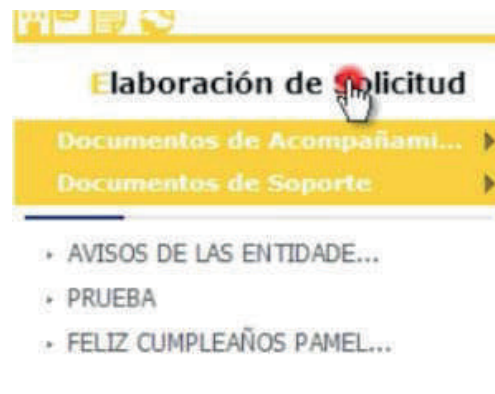 Elaboración de Solicitud
Documentos de Acompañami...
Documentos de Soporte
AVISOS DE LAS ENTIDADE...
PRUEBA
FELIZ CUMPLEAÑOS PAMEL...